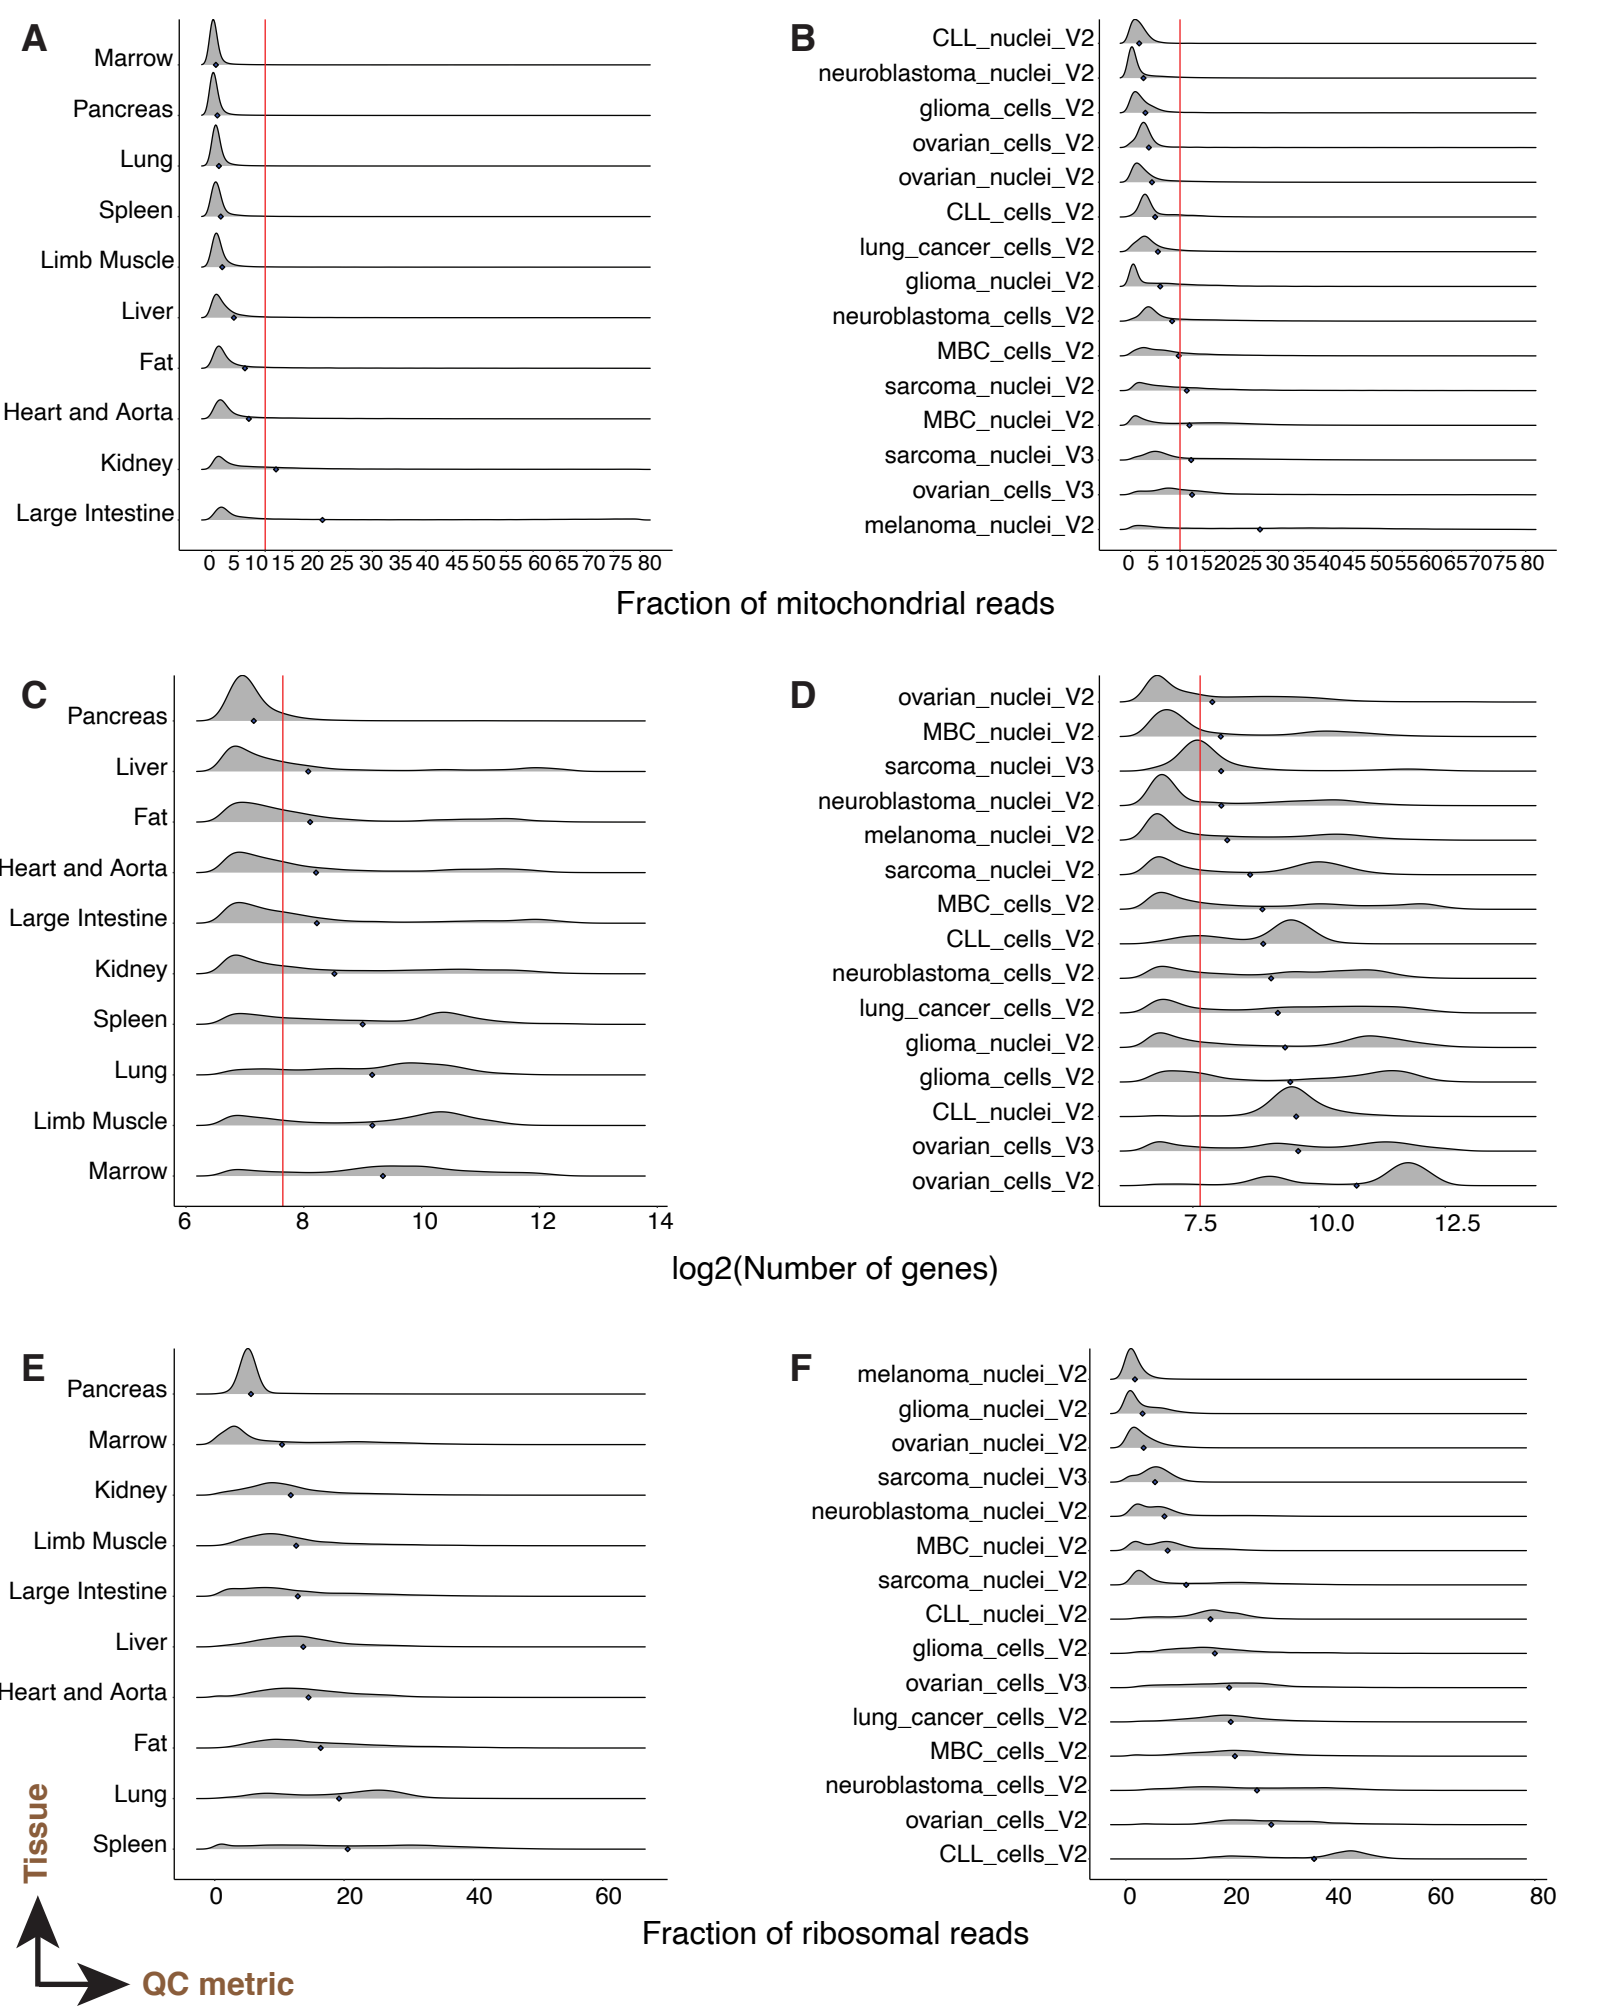 A
Marrow
Pancreas
Lung
Spleen
Limb Muscle
Liver
Fat
Heart and Aorta
Kidney
Large Intestine
0 5 10 15 20 25 30 35 40 45 50 55 60 65 70 75 80
B
CLL_nuclei_V2
neuroblastoma_nuclei_V2
glioma_cells_V2
ovarian_cells_V2
ovarian_nuclei_V2
CLL_cells_V2
lung_cancer_cells_V2
glioma_nuclei_V2
neuroblastoma_cells_V2
MBC_cells_V2
sarcoma_nuclei_V2
MBC_nuclei_V2
sarcoma_nuclei_V3
ovarian_cells_V3
melanoma_nuclei_V2
0 5 10 15 20 25 30 35 40 45 50 55 60 65 70 75 80
Fraction of mitochondrial reads
C
Pancreas
Liver
Fat
Heart and Aorta
Large Intestine
Kidney
Spleen
Lung
Limb Muscle
Marrow
6 8 10 12 14
D
ovarian_nuclei_V2
MBC_nuclei_V2
sarcoma_nuclei_V3
neuroblastoma_nuclei_V2
melanoma_nuclei_V2
sarcoma_nuclei_V2
MBC_cells_V2
CLL_cells_V2
neuroblastoma_cells_V2
lung_cancer_cells_V2
glioma_nuclei_V2
glioma_cells_V2
CLL_nuclei_V2
ovarian_cells_V3
ovarian_cells_V2
7.5 10.0 12.5
log2(Number of genes)
E
Pancreas
Marrow
Kidney
Limb Muscle
Large Intestine
Liver
Heart and Aorta
Fat
Lung
Spleen
0 20 40 60
F
melanoma_nuclei_V2
glioma_nuclei_V2
ovarian_nuclei_V2
sarcoma_nuclei_V3
neuroblastoma_nuclei_V2
MBC_nuclei_V2
sarcoma_nuclei_V2
CLL_nuclei_V2
glioma_cells_V2
ovarian_cells_V3
lung_cancer_cells_V2
MBC_cells_V2
neuroblastoma_cells_V2
ovarian_cells_V2
CLL_cells_V2
0 20 40 60 80
Fraction of ribosomal reads
Tissue
QC metric